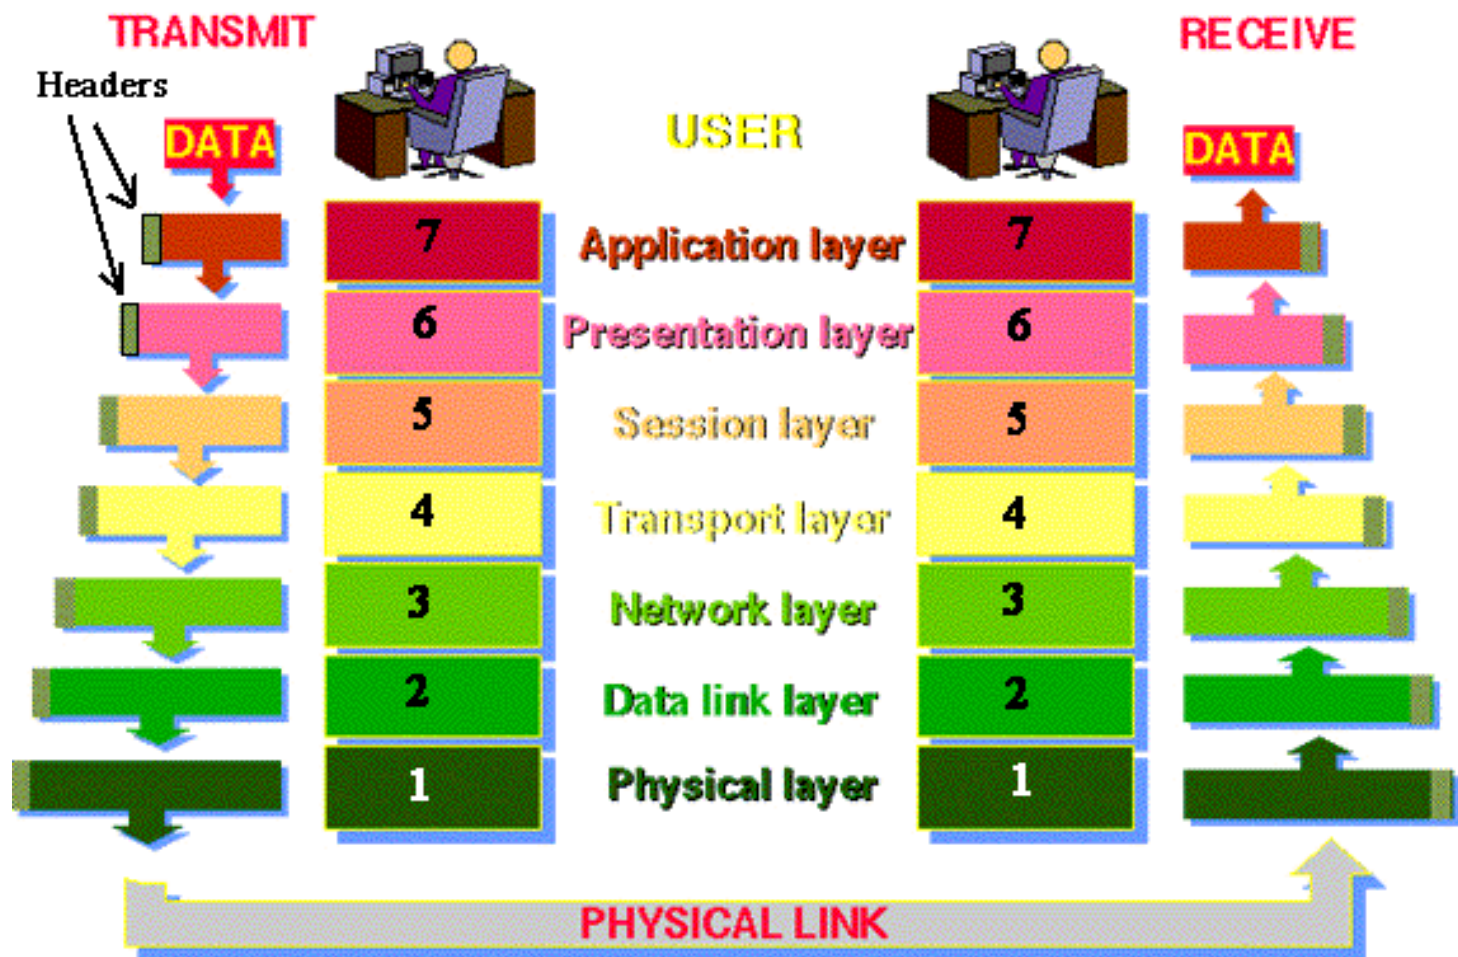 TRANSMIT
RECEIVE
Headers
USER
DATA
DATA
7
Application layer
7
6
Presentation layer
6
5
Session layer
5
4
Transport layer
4
3
Network layer
3
2
Data link layer
2
1
Physical layer
1
PHYSICAL LINK